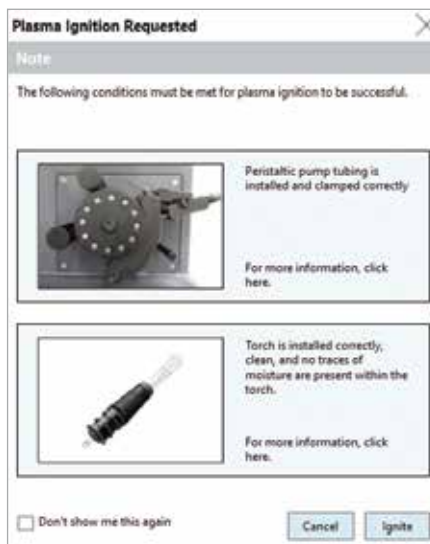 Plasma Ignition Requested
Note
The following conditions must be met for plasma ignition to be successful.
Peristaltic pump tubing is
installed and clamped correctly
For more information, click
here.
Torch is installed correctly,
clean, and no traces of
moisture are present within the
torch.
For more information, click
here.
Don't show me this again
Cancel
Ignite